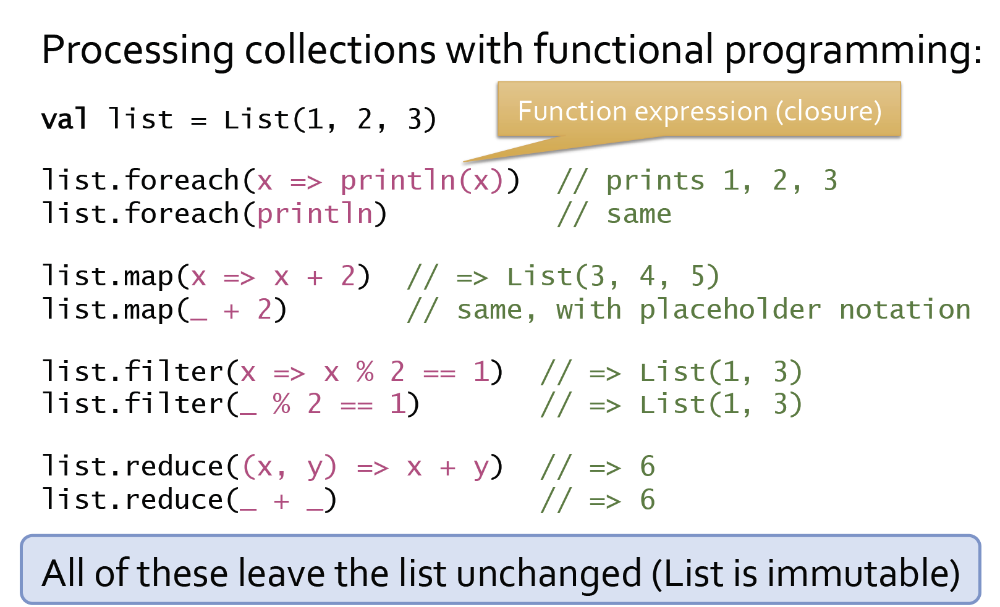 Processing collections with functional programming:
Function expression (closure)
val list = List(1, 2, 3)
list.foreach(x => println(x))  // prints 1, 2, 3
list.foreach(println)          // same
list.map(x => x + 2)  // => List(3, 4, 5)
list.map(_ + 2)       // same, with placeholder notation
list.filter(x => x % 2 == 1)  // => List(1, 3)
list.filter(_ % 2 == 1)       // => List(1, 3)
list.reduce((x, y) => x + y)  // => 6
list.reduce(_ + _)            // => 6
All of these leave the list unchanged (List is immutable)